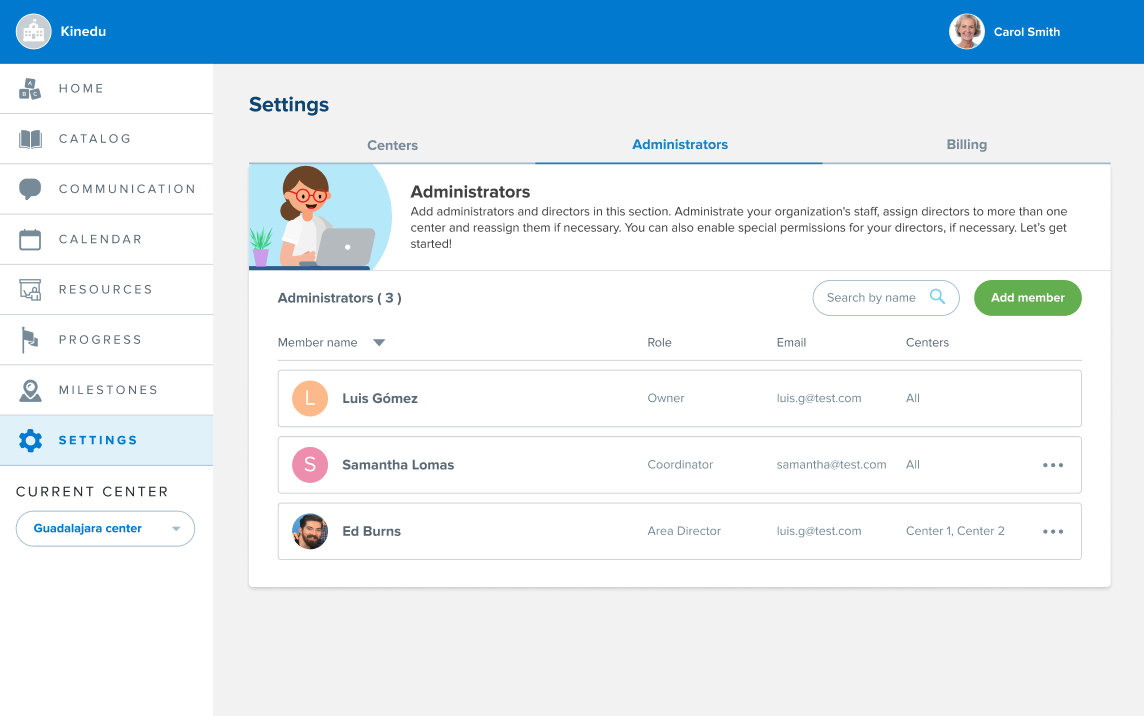 Kinedu
Carol Smith
HOME
CATALOG
COMMUNICATION
CALENDAR
RESOURCES
PROGRESS
MILESTONES
SETTINGS
CURRENT CENTER
Guadalajara center
Settings
Centers Administrators Billing
Administrators
Add administrators and directors in this section. Administrate your organization's staff, assign directors to more than one
center and reassign them if necessary. You can also enable special permissions for your directors, if necessary. Let's get
started!
Administrators ( 3 )
Search by name
Add member
Member name Role Email Centers
L Luis Gómez Owner luis.g@test.com All
S Samantha Lomas Coordinator samantha@test.com All
Ed Burns Area Director luis.g@test.com Center 1, Center 2